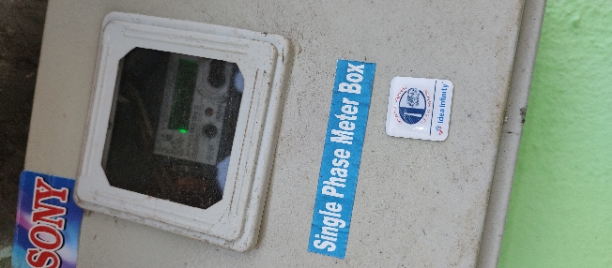 Single Phase Meter Box
Idea Infinity
SONY